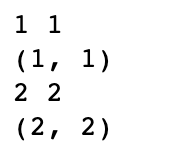 1 1
(1, 1)
2 2
(2, 2)